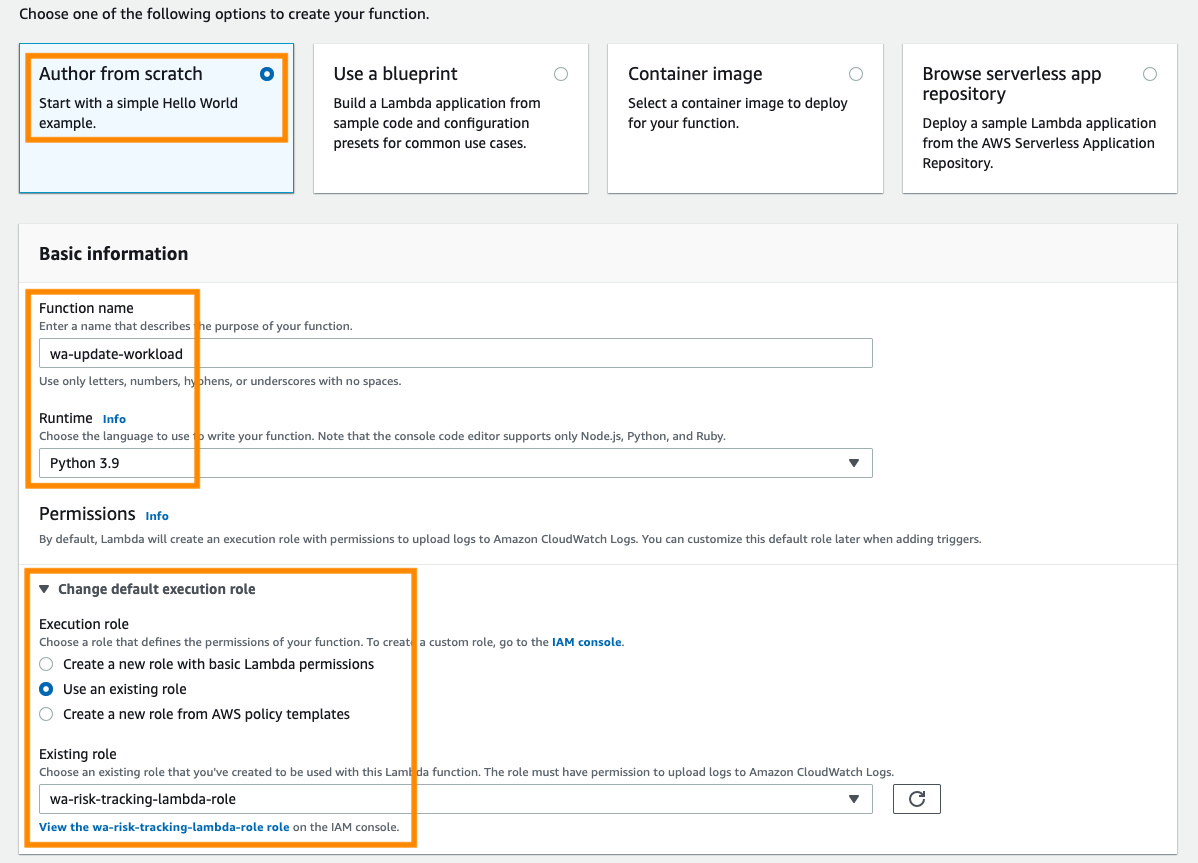 Choose one of the following options to create your function.
Author from scratch
Start with a simple Hello World
example.
Use a blueprint
Build a Lambda application from
sample code and configuration
presets for common use cases.
Container image
Select a container image to deploy
for your function.
Browse serverless app
repository
Deploy a sample Lambda application
from the AWS Serverless Application
Repository.
Basic information
Function name
Enter a name that describes the purpose of your function.
wa-update-workload
Use only letters, numbers, hyphens, or underscores with no spaces.
Runtime Info
Choose the language to use to write your function. Note that the console code editor supports only Node.js, Python, and Ruby.
Python 3.9
Permissions Info
By default, Lambda will create an execution role with permissions to upload logs to Amazon CloudWatch Logs. You can customize this default role later when adding triggers.
Change default execution role
Execution role
Choose a role that defines the permissions of your function. To create a custom role, go to the IAM console.
Create a new role with basic Lambda permissions
Use an existing role
Create a new role from AWS policy templates
Existing role
Choose an existing role that you've created to be used with this Lambda function. The role must have permission to upload logs to Amazon CloudWatch Logs.
wa-risk-tracking-lambda-role
View the wa-risk-tracking-lambda-role role on the IAM console.